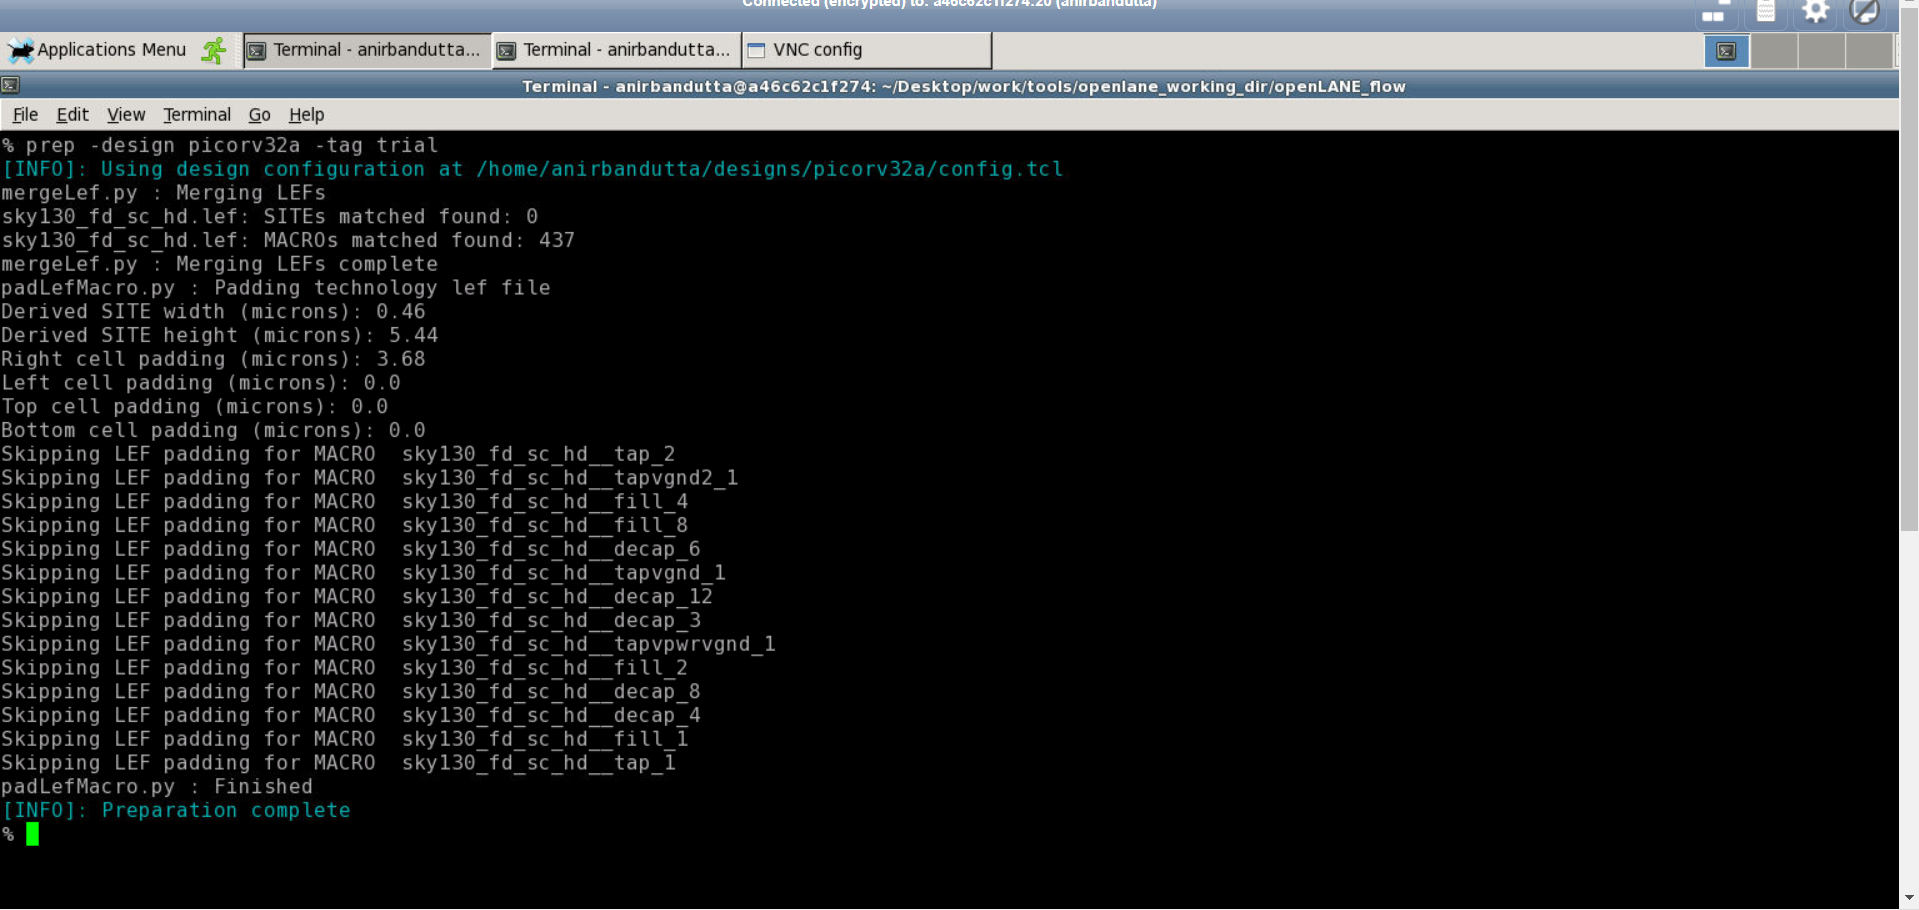 Connected (encrypted) to: a46c62c1f274:20 (anirbandutta)
Applications Menu
Terminal - anirbandutta...
Terminal - anirbandutta...
VNC config
Terminal - anirbandutta@a46c62c1f274: ~/Desktop/work/tools/openlane_working_dir/openLANE_flow
File Edit View Terminal Go Help
% prep -design picorv32a -tag trial
[INFO]: Using design configuration at /home/anirbandutta/designs/picorv32a/config.tcl
mergeLef.py : Merging LEFs
sky130_fd_sc_hd.lef: SITEs matched found: 0
sky130_fd_sc_hd.lef: MACROs matched found: 437
mergeLef.py : Merging LEFs complete
padLefMacro.py : Padding technology lef file
Derived SITE width (microns): 0.46
Derived SITE height (microns): 5.44
Right cell padding (microns): 3.68
Left cell padding (microns): 0.0
Top cell padding (microns): 0.0
Bottom cell padding (microns): 0.0
Skipping LEF padding for MACRO  sky130_fd_sc_hd__tap_2
Skipping LEF padding for MACRO  sky130_fd_sc_hd__tapvgnd2_1
Skipping LEF padding for MACRO  sky130_fd_sc_hd__fill_4
Skipping LEF padding for MACRO  sky130_fd_sc_hd__fill_8
Skipping LEF padding for MACRO  sky130_fd_sc_hd__decap_6
Skipping LEF padding for MACRO  sky130_fd_sc_hd__tapvgnd_1
Skipping LEF padding for MACRO  sky130_fd_sc_hd__decap_12
Skipping LEF padding for MACRO  sky130_fd_sc_hd__decap_3
Skipping LEF padding for MACRO  sky130_fd_sc_hd__tapvpwrvgnd_1
Skipping LEF padding for MACRO  sky130_fd_sc_hd__fill_2
Skipping LEF padding for MACRO  sky130_fd_sc_hd__decap_8
Skipping LEF padding for MACRO  sky130_fd_sc_hd__decap_4
Skipping LEF padding for MACRO  sky130_fd_sc_hd__fill_1
Skipping LEF padding for MACRO  sky130_fd_sc_hd__tap_1
padLefMacro.py : Finished
[INFO]: Preparation complete
%